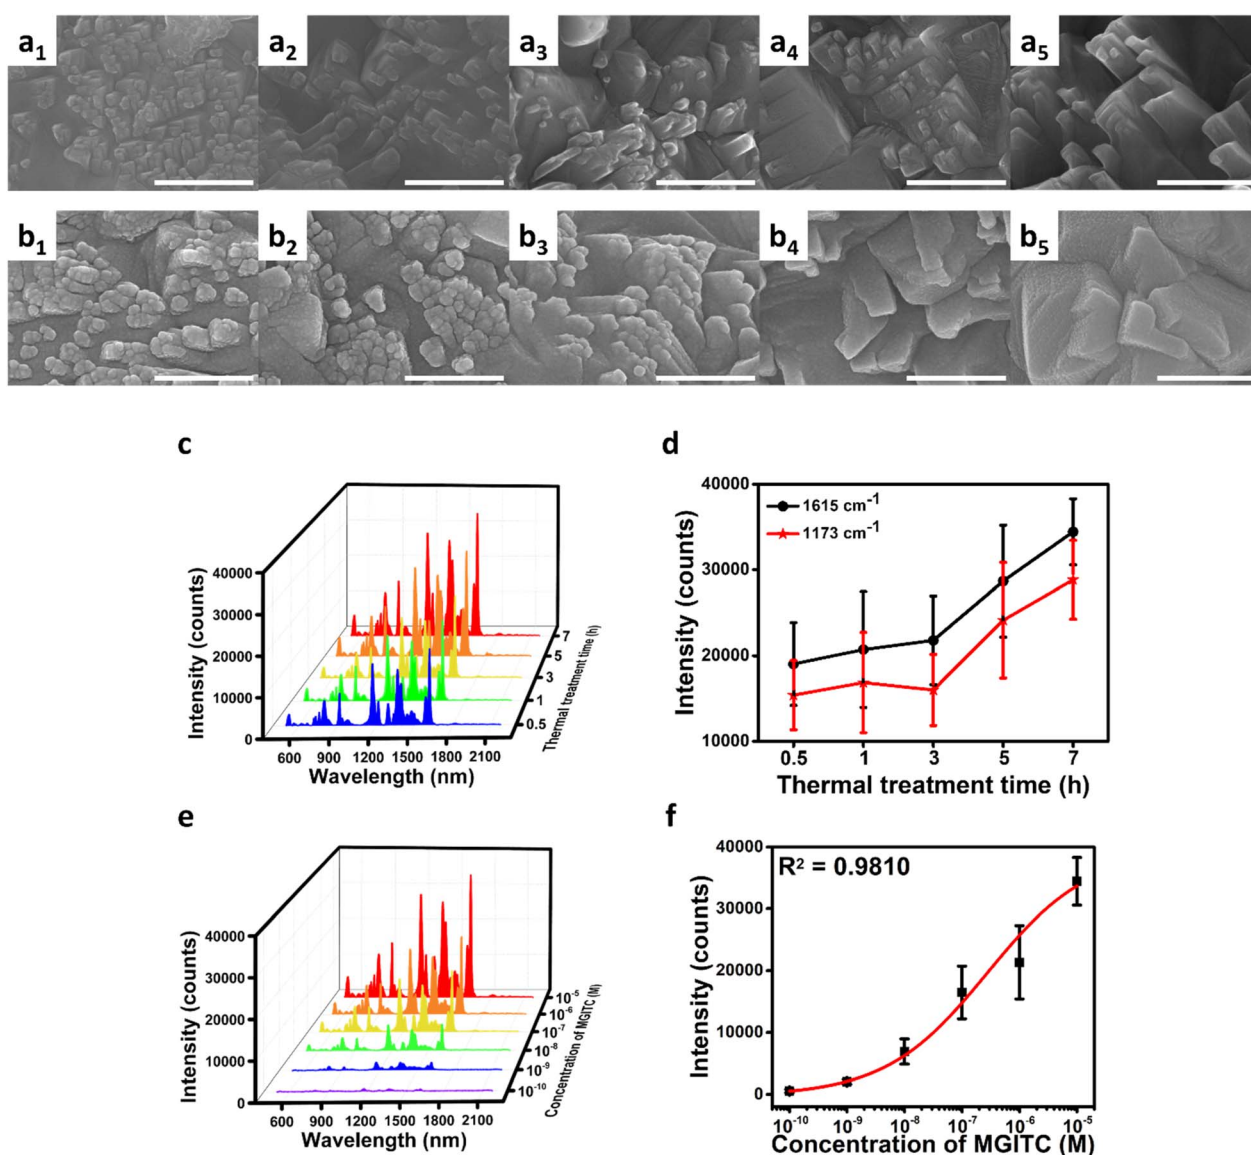 a1 a2 a3 a4 a5
b1 b2 b3 b4 b5
c
Intensity (counts)
40000
30000
20000
10000
0
600 900 1200 1500 1800 2100
Wavelength (nm)
7
5
3
1
0.5
Thermal treatment time (h)
d
Intensity (counts)
40000
30000
20000
10000
1615 cm-1
1173 cm-1
0.5 1 3 5 7
Thermal treatment time (h)
e
Intensity (counts)
40000
30000
20000
10000
0
600 900 1200 1500 1800 2100
Wavelength (nm)
10-5
10-6
10-7
10-8
10-9
10-10
Concentration of MGITC (M)
f
Intensity (counts)
40000
30000
20000
10000
0
R2 = 0.9810
10-10 10-9 10-8 10-7 10-6 10-5
Concentration of MGITC (M)